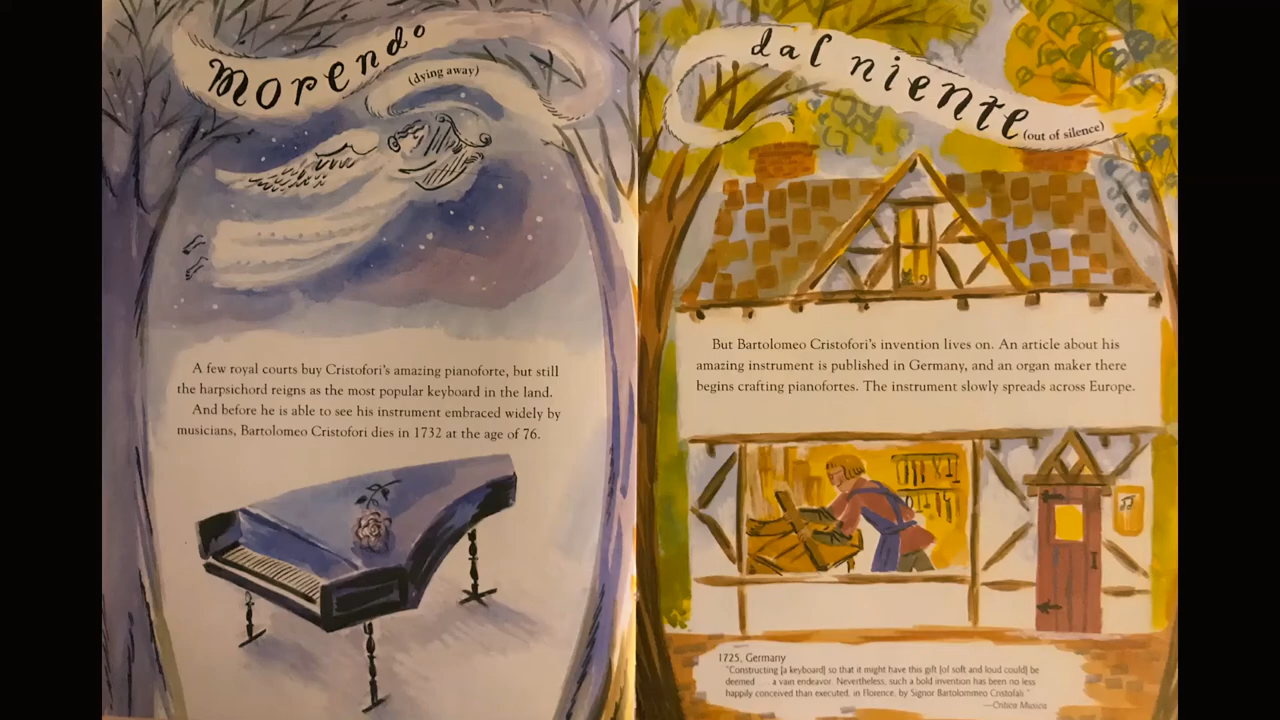 Morendo
(dying away)
A few royal courts buy Cristofori's amazing pianoforte, but still
the harpsichord reigns as the most popular keyboard in the land.
And before he is able to see his instrument embraced widely by
musicians, Bartolomeo Cristofori dies in 1732 at the age of 76.
dal niente
(out of silence)
But Bartolomeo Cristofori's invention lives on. An article about his
amazing instrument is published in Germany, and an organ maker there
begins crafting pianofortes. The instrument slowly spreads across Europe.
1725, Germany
"Constructing [a keyboard] so that it might have this gift [of soft and loud could] be
deemed . . . a vain endeavor. Nevertheless, such a bold invention has been no less
happily conceived than executed, in Florence, by Signor Bartolommeo Cristofali."
—Critica Musica